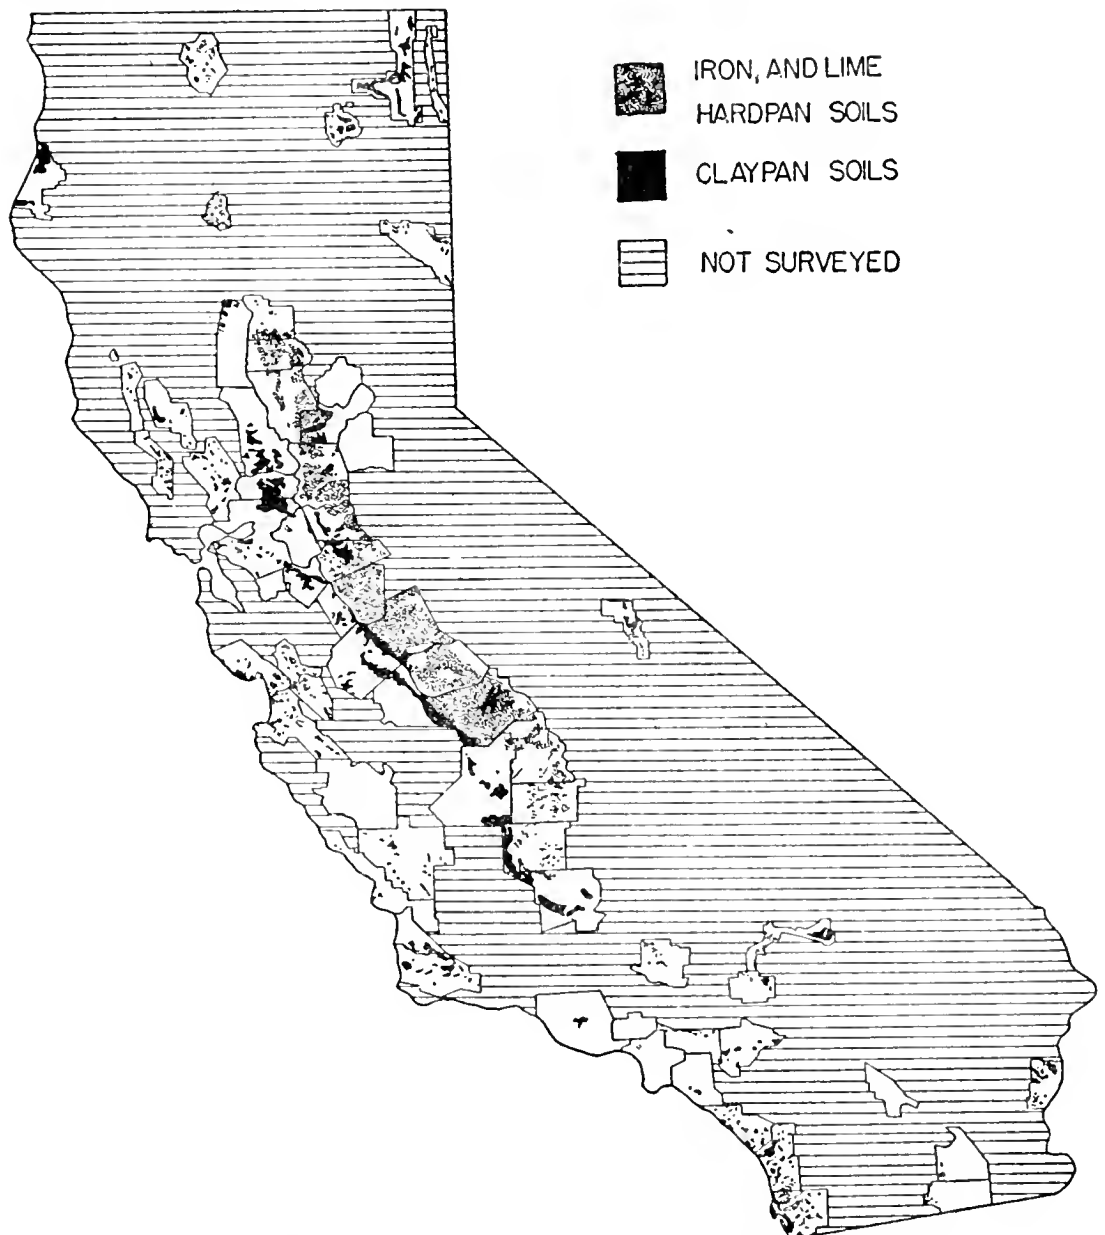 IRON, AND LIME
HARDPAN SOILS
CLAYPAN SOILS
NOT SURVEYED